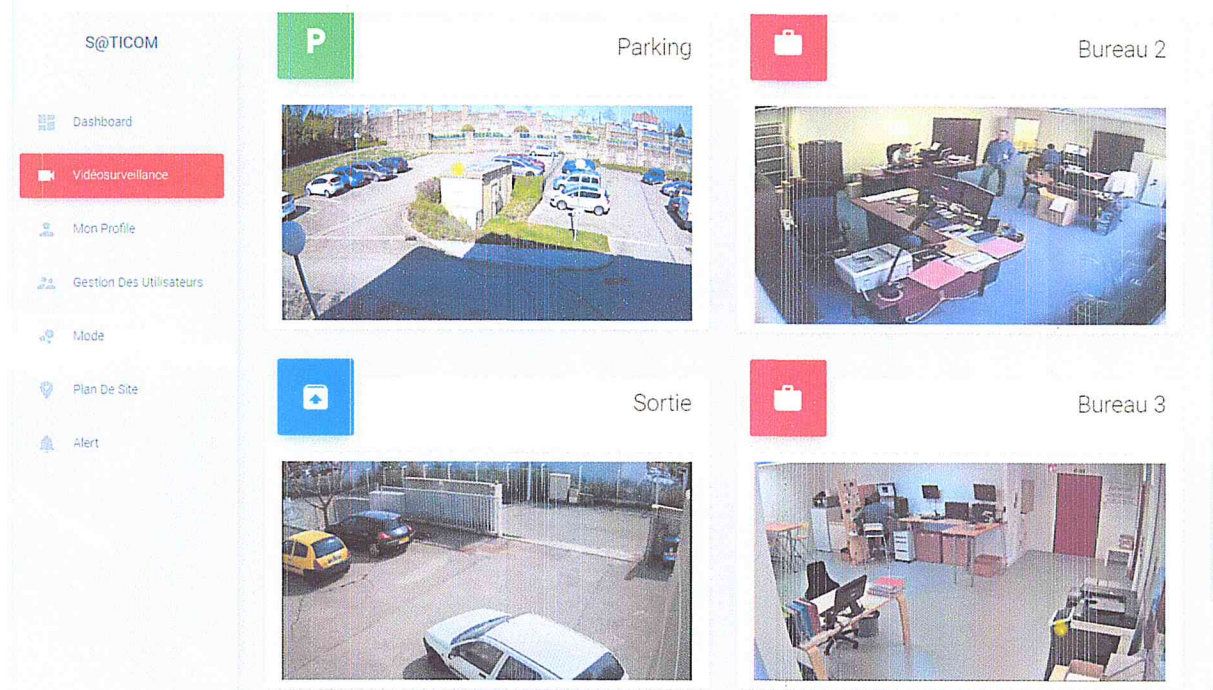 S@TICOM
Dashboard
Vidéosurveillance
Mon Profile
Gestion Des Utilisateurs
Mode
Plan De Site
Alert
P
Parking
Bureau 2
Sortie
Bureau 3